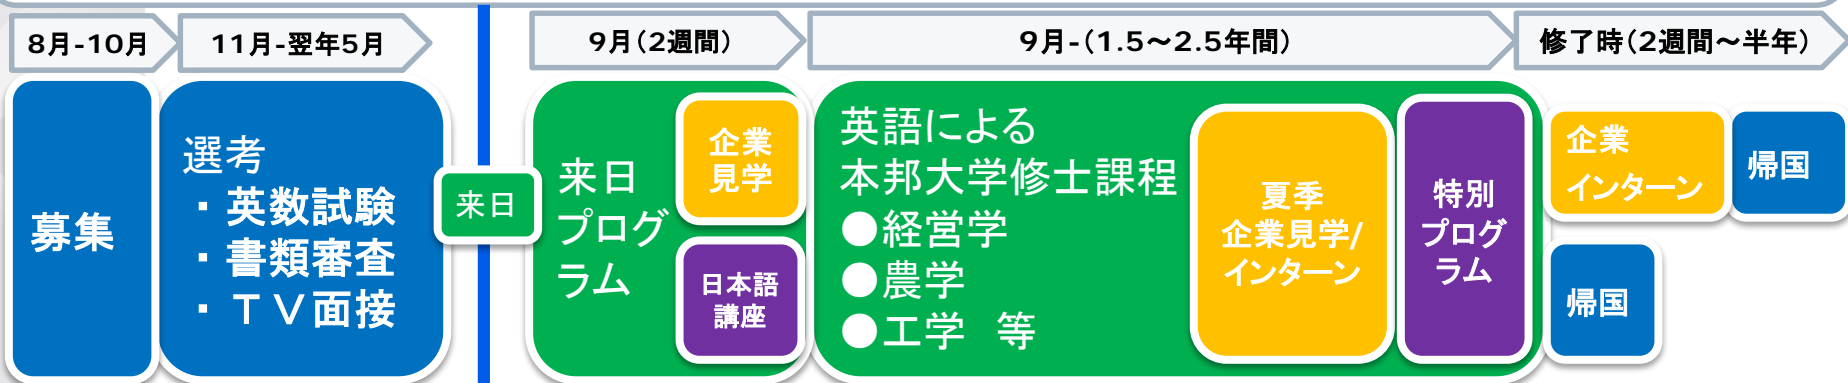 8月-10月
11月-翌年5月
9月(2週間)
9月-(1.5～2.5年間)
修了時(2週間～半年)
募集
選考
・英数試験
・書類審査
・ＴＶ面接
来日
来日
プログ
ラム
企業
見学
日本語
講座
英語による
本邦大学修士課程
●経営学
●農学
●工学　等
夏季
企業見学/
インターン
特別
プログ
ラム
企業
インターン
帰国
帰国